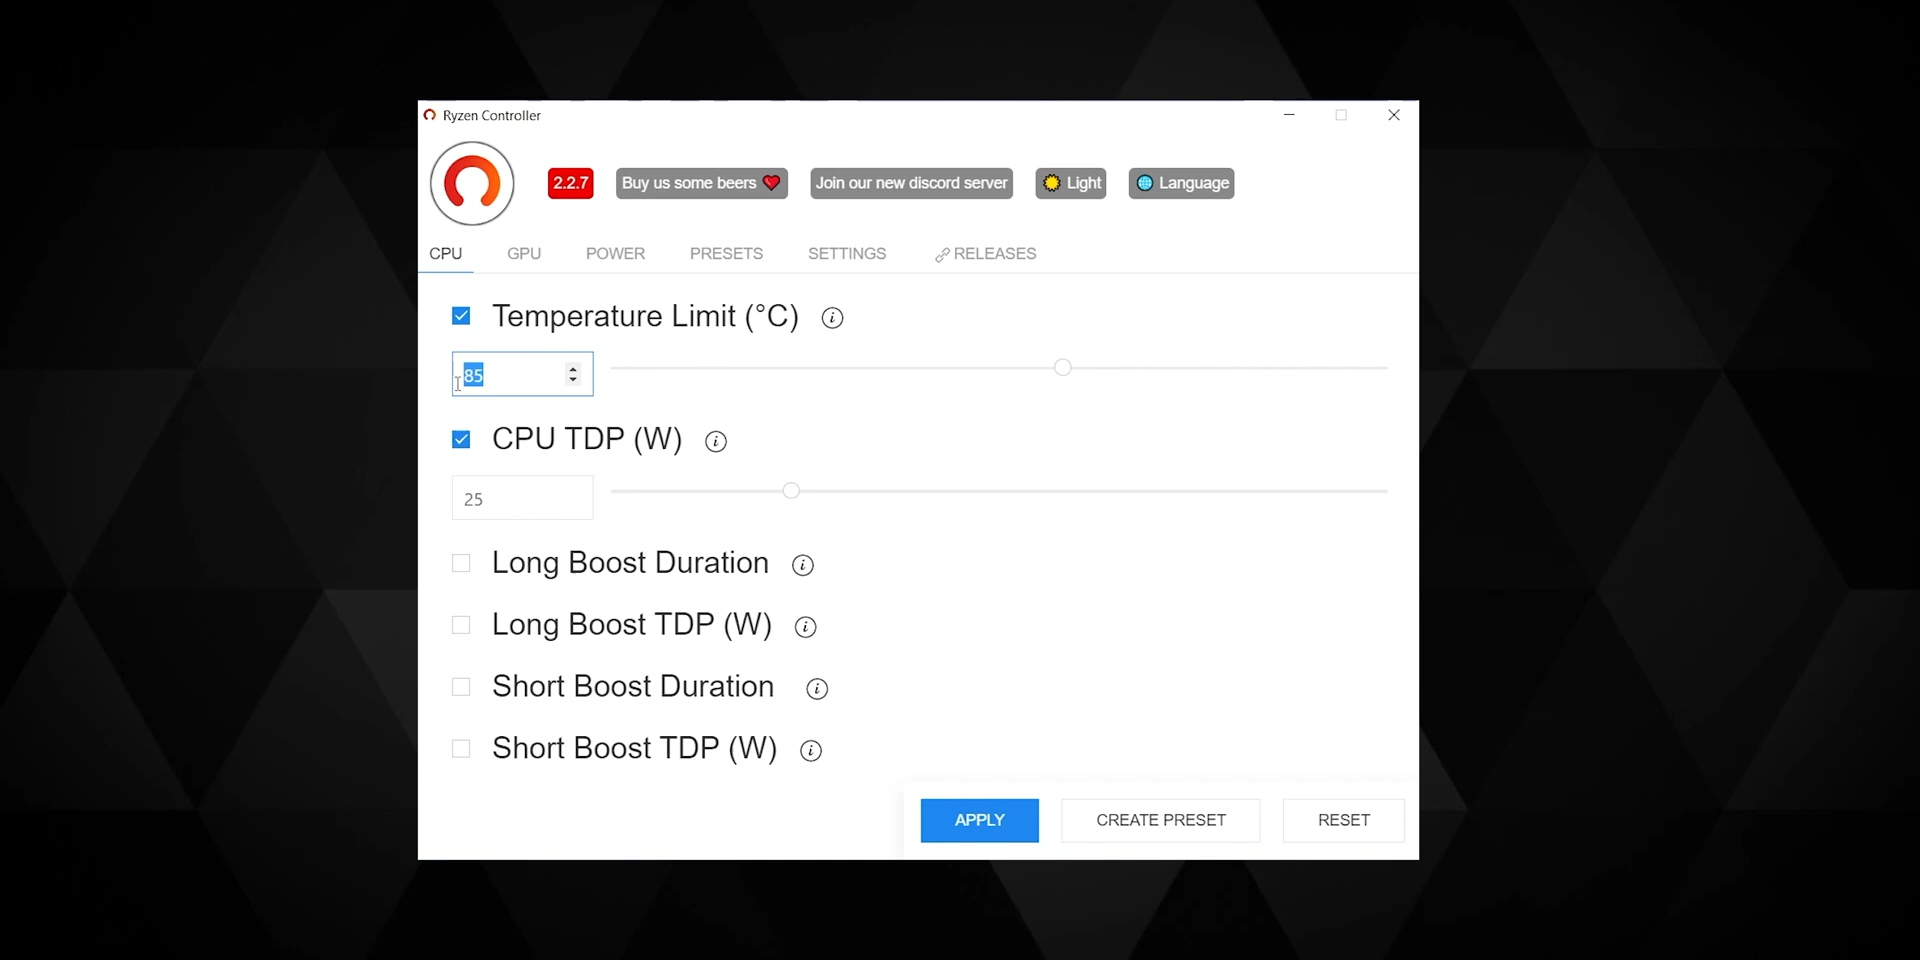 Ryzen Controller
2.2.7
Buy us some beers
Join our new discord server
Light
Language
CPU
GPU
POWER
PRESETS
SETTINGS
RELEASES
Temperature Limit (°C)
85
CPU TDP (W)
25
Long Boost Duration
Long Boost TDP (W)
Short Boost Duration
Short Boost TDP (W)
APPLY
CREATE PRESET
RESET